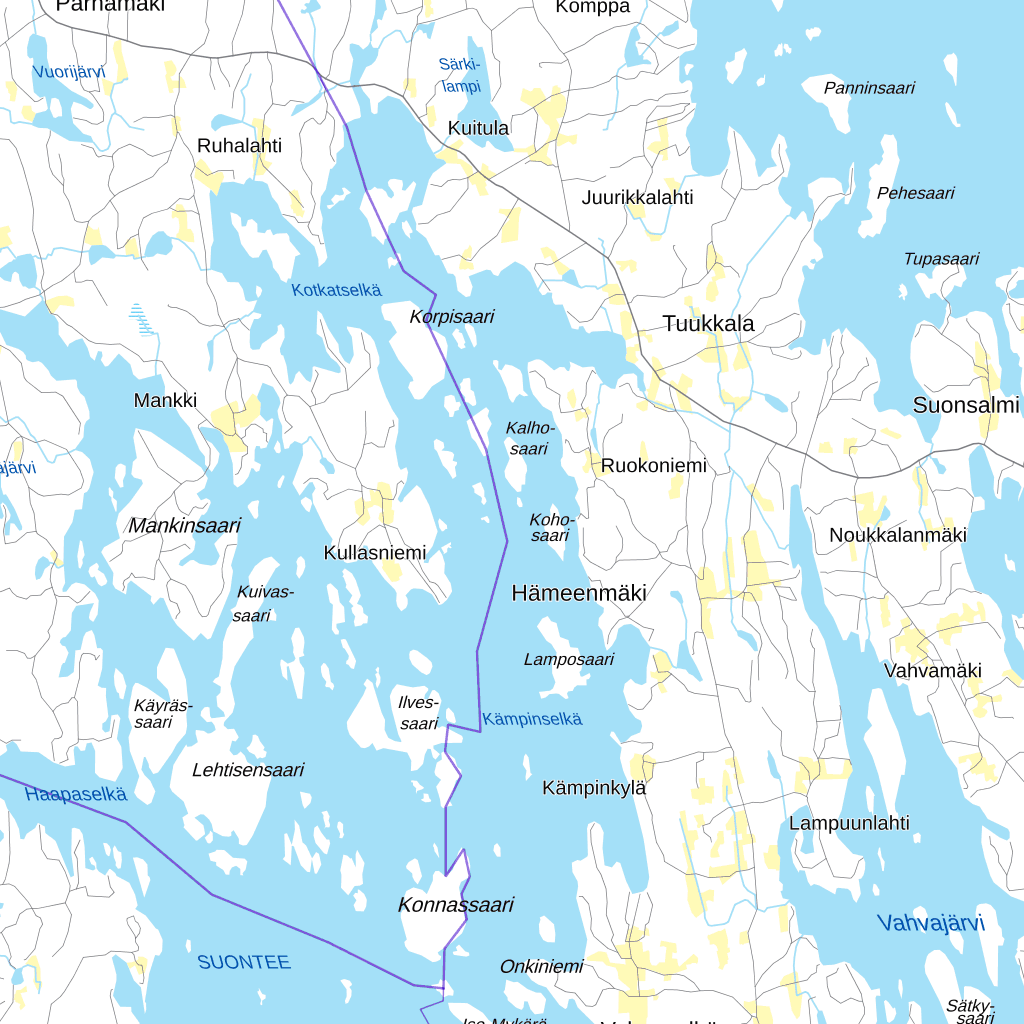 Pärnämäki
Komppa
Vuorijärvi
Särki-
lampi
Panninsaari
Kuitula
Ruhalahti
Juurikkalahti
Pehesaari
Tupasaari
Kotkatselkä
Korpisaari
Tuukkala
Mankki
Suonsalmi
Kalho-
saari
ajärvi
Ruokoniemi
Mankinsaari
Koho-
saari
Noukkalanmäki
Kullasniemi
Kuivas-
saari
Hämeenmäki
Lamposaari
Vahvamäki
Käyräs-
saari
Ilves-
saari
Kämpinselkä
Lehtisensaari
Haapaselkä
Kämpinkylä
Lampuunlahti
Konnassaari
Vahvajärvi
SUONTEE
Onkiniemi
Sätky-
saari